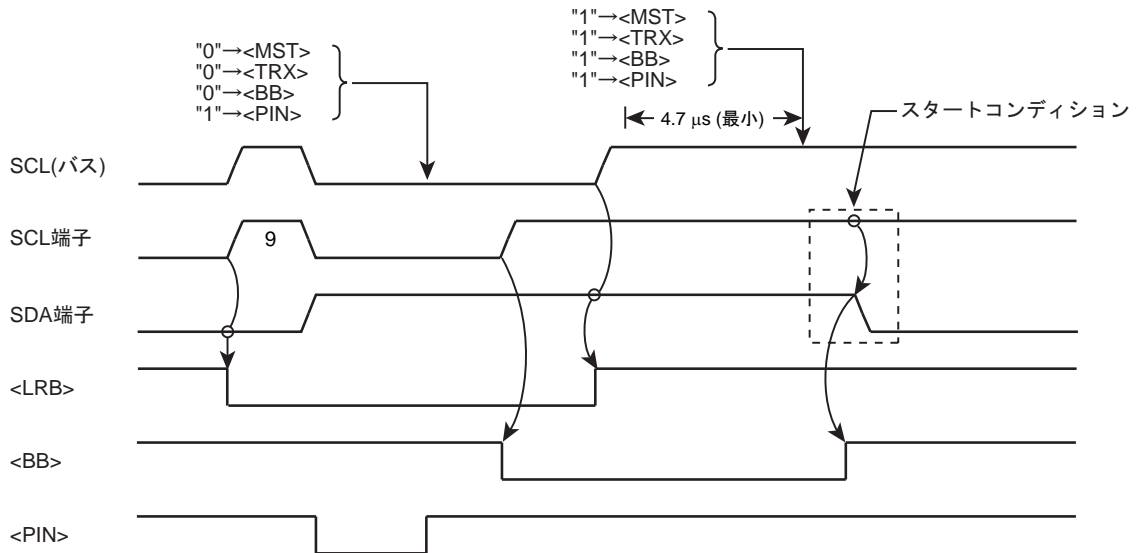 "0"→<MST>
"0"→<TRX>
"0"→<BB>
"1"→<PIN>
"1"→<MST>
"1"→<TRX>
"1"→<BB>
"1"→<PIN>
4.7 μs (最小)
スタートコンディション
SCL(バス)
SCL端子
9
SDA端子
<LRB>
<BB>
<PIN>